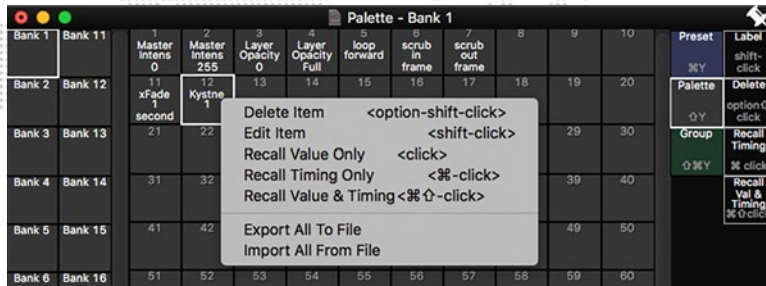 Palette - Bank 1
Bank 1 Bank 11
1 2 3 4 5 6 7 8 9 10
Master Intens 0
Master Intens 255
Layer Opacity 0
Layer Opacity Full
loop forward
scrub in frame
scrub out frame
Preset ⌘Y
Label shift-click
Bank 2 Bank 12
11 12 13 14 15 16 17 18 19 20
xFade 1 second
Kystne 1
Palette ⇧Y
Delete option⇧ click
Delete Item <option-shift-click>
Edit Item <shift-click>
Recall Value Only <click>
Recall Timing Only <⌘-click>
Recall Value & Timing <⌘⇧-click>
Export All To File
Import All From File
Bank 3 Bank 13
21 22 29 30
Group ⇧⌘Y
Recall Timing ⌘ click
Bank 4 Bank 14
31 32 39 40
Recall Val & Timing ⌘⇧click
Bank 5 Bank 15
41 42 49 50
Bank 6 Bank 16
51 52 53 54 55 56 57 58 59 60